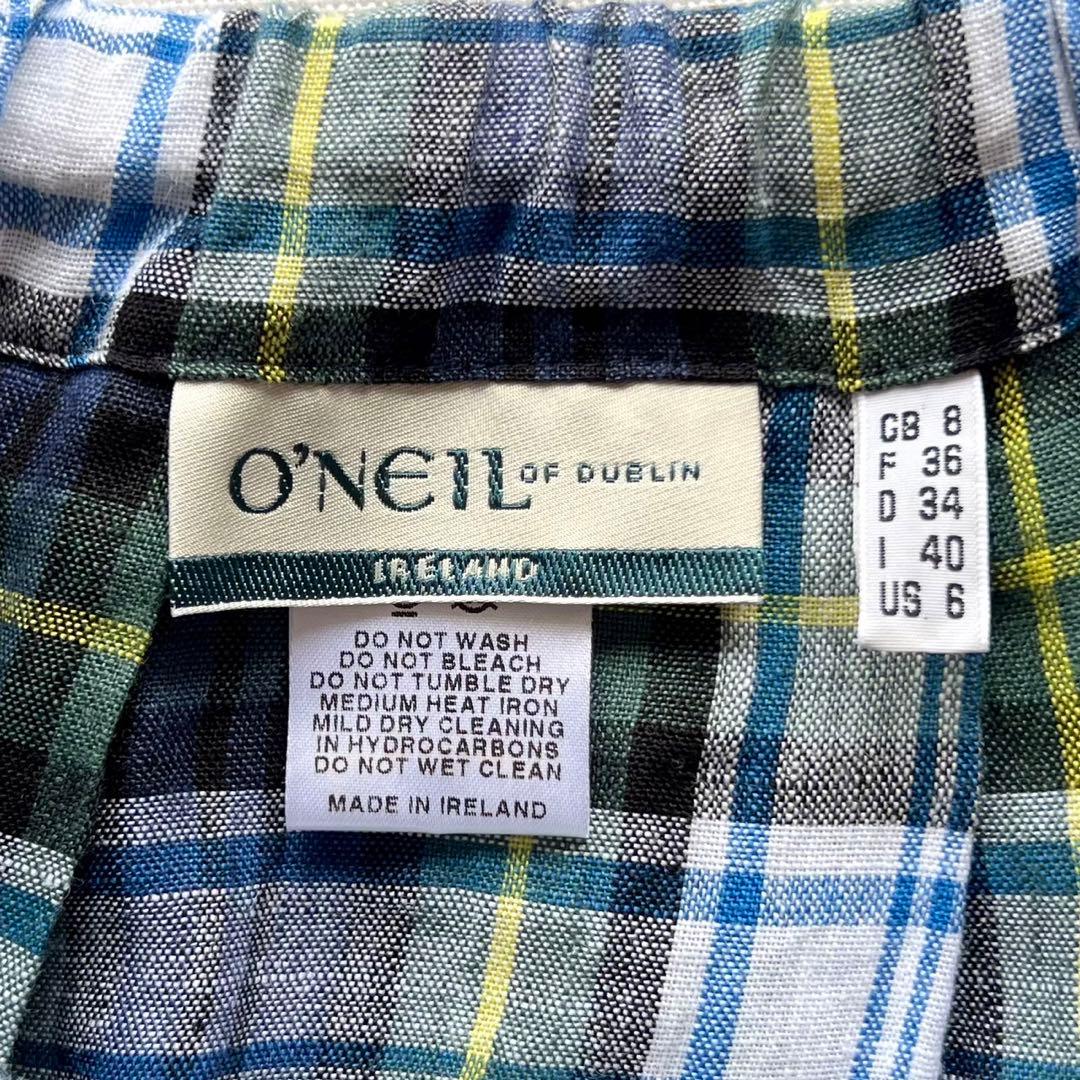 O'NEIL OF DUBLIN
IRELAND
GB 8
F 36
D 34
I 40
US 6
DO NOT WASH
DO NOT BLEACH
DO NOT TUMBLE DRY
MEDIUM HEAT IRON
MILD DRY CLEANING
IN HYDROCARBONS
DO NOT WET CLEAN
MADE IN IRELAND